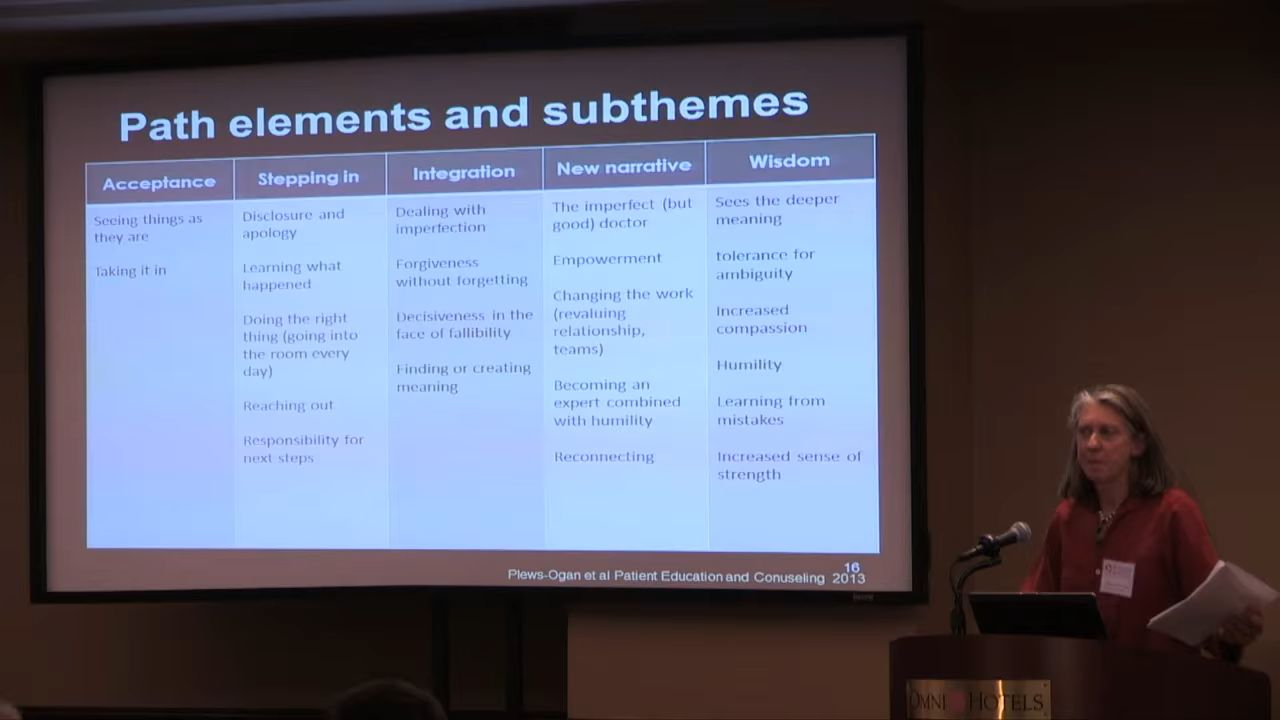 Path elements and subthemes
Acceptance
Seeing things as
they are
Taking it in
Stepping in
Disclosure and
apology
Learning what
happened
Doing the right
thing (going into
the room every
day)
Reaching out
Responsibility for
next steps
Integration
Dealing with
imperfection
Forgiveness
without forgetting
Decisiveness in the
face of fallibility
Finding or creating
meaning
New narrative
The imperfect (but
good) doctor
Empowerment
Changing the work
(revaluing
relationship,
teams)
Becoming an
expert combined
with humility
Reconnecting
Wisdom
Sees the deeper
meaning
tolerance for
ambiguity
Increased
compassion
Humility
Learning from
mistakes
Increased sense of
strength
16
Plews-Ogan et al Patient Education and Conuseling 2013
OMNI HOTELS